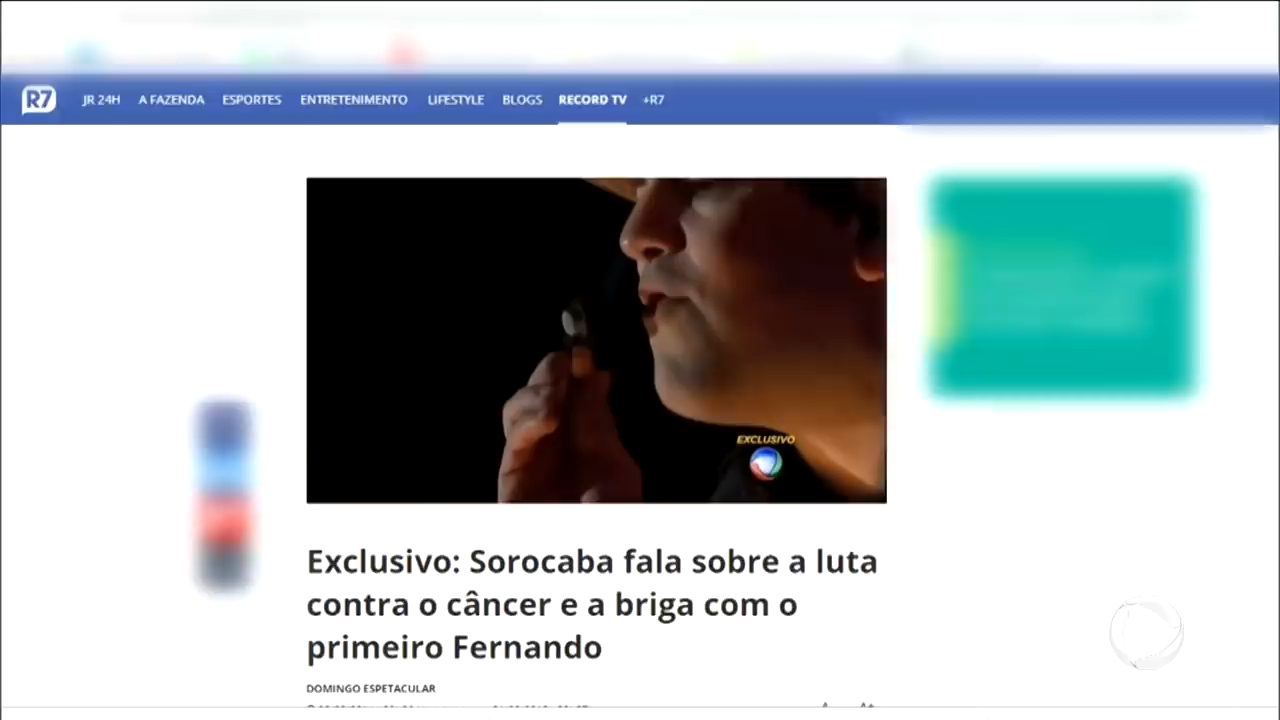 R7 JR 24H A FAZENDA ESPORTES ENTRETENIMENTO LIFESTYLE BLOGS RECORD TV +R7
EXCLUSIVO
Exclusivo: Sorocaba fala sobre a luta
contra o câncer e a briga com o
primeiro Fernando
DOMINGO ESPETACULAR